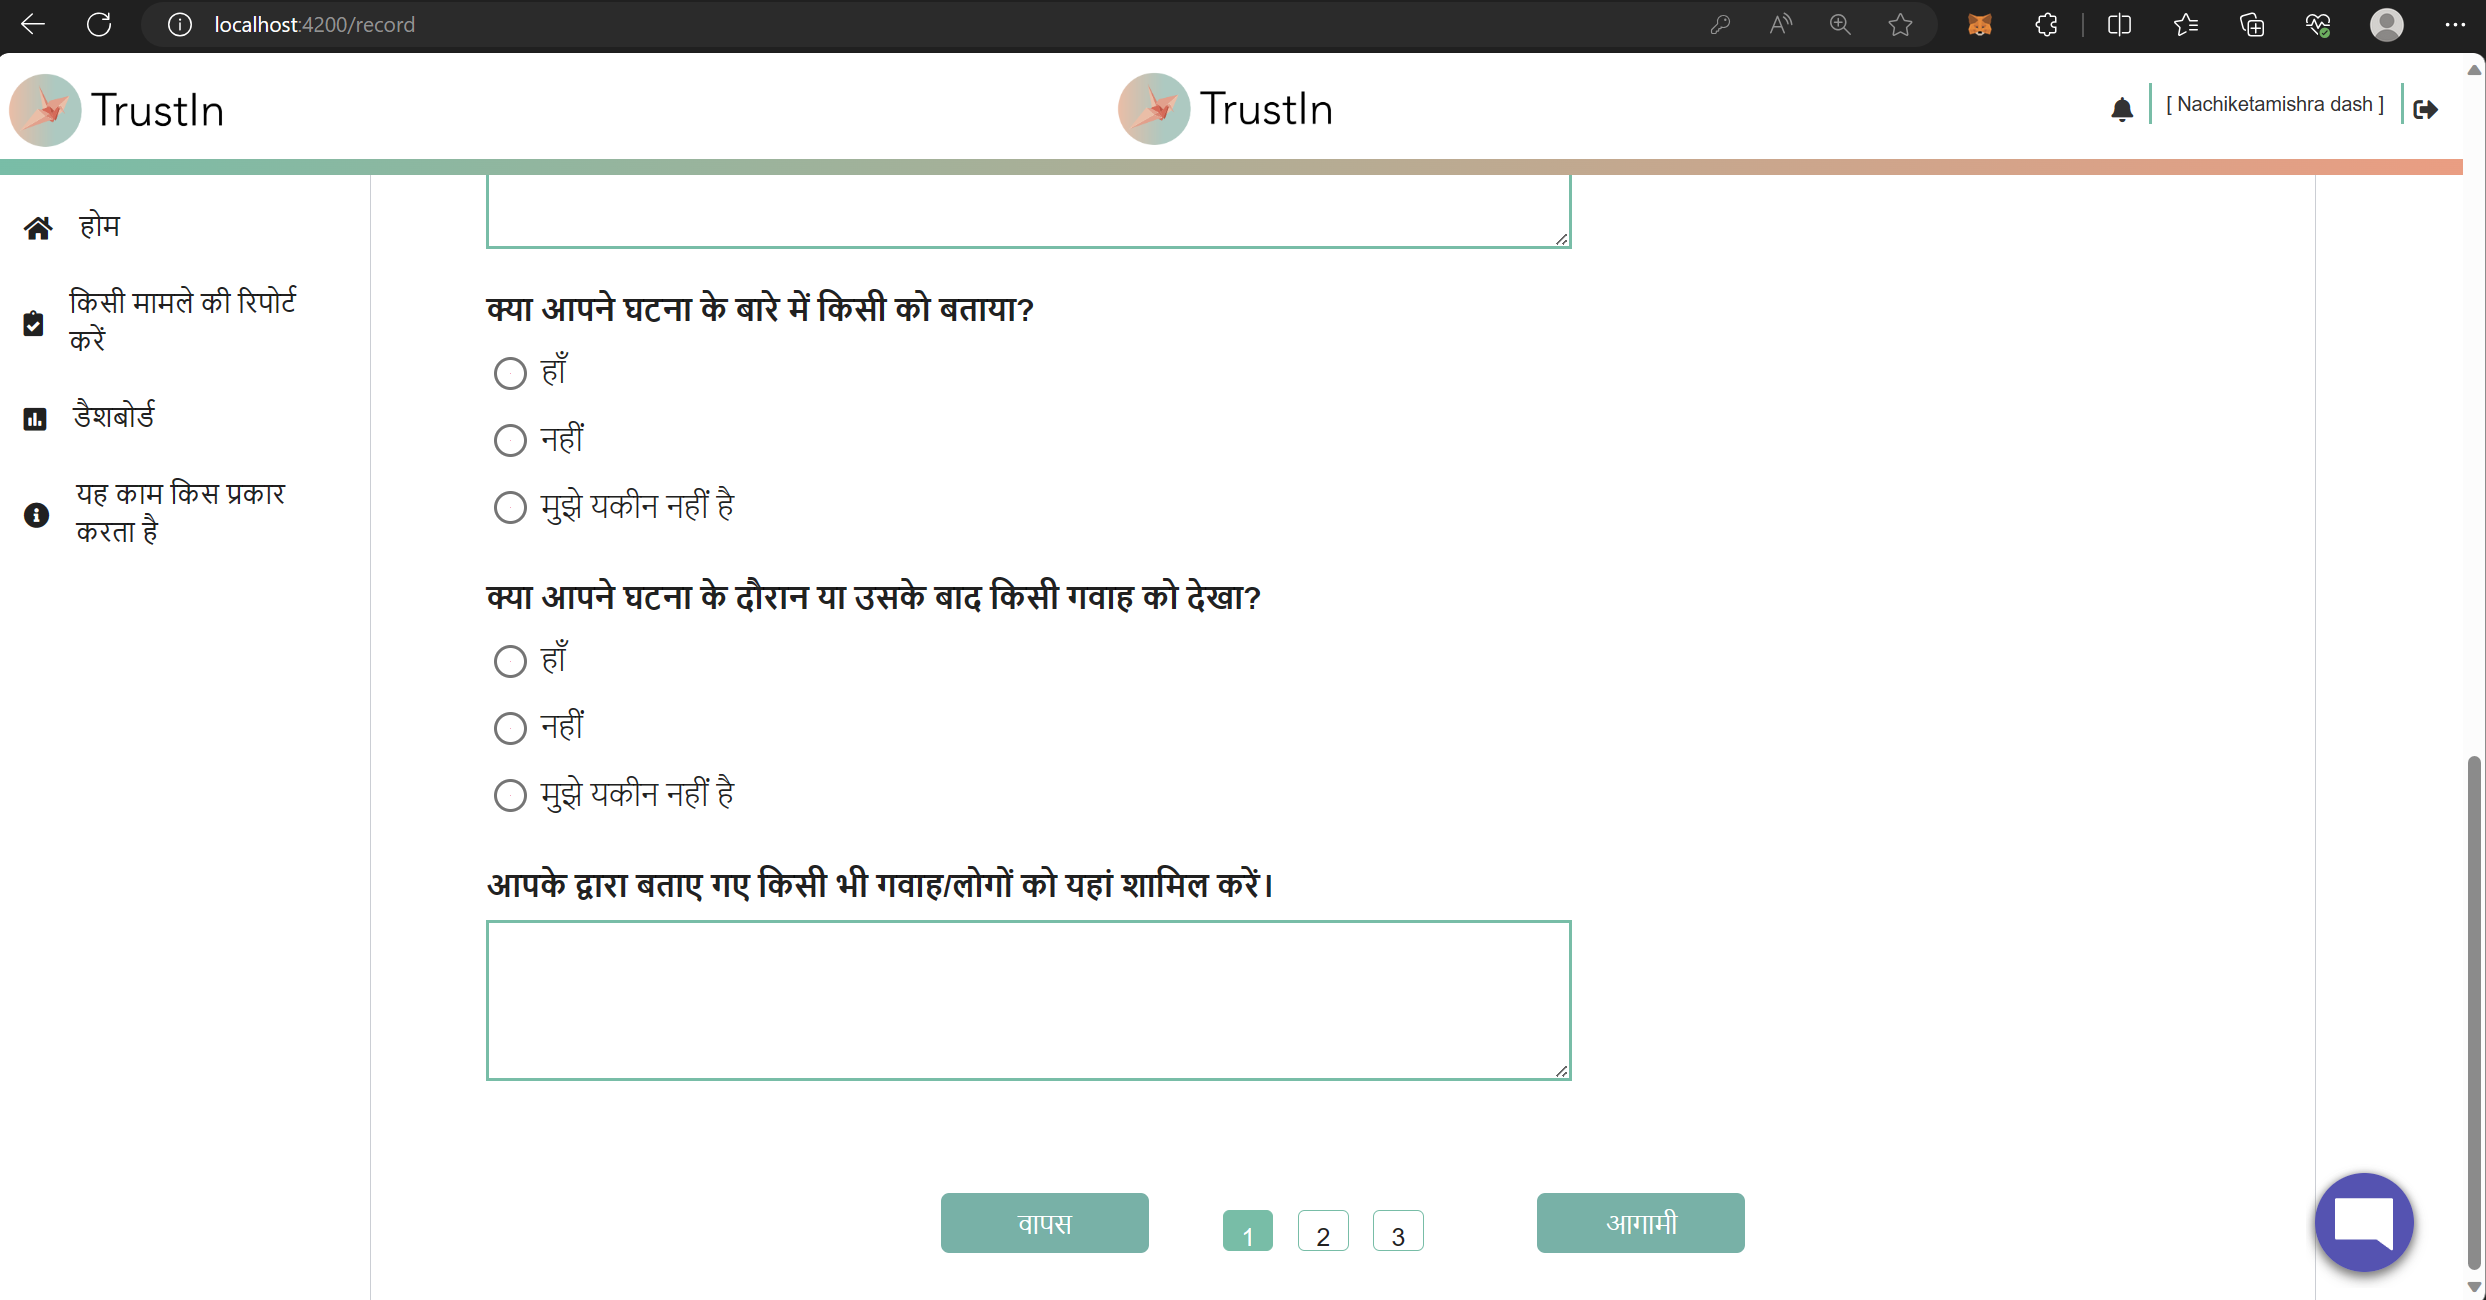 localhost:4200/record
TrustIn
TrustIn
[ Nachiketamishra dash ]
होम
किसी मामले की रिपोर्ट
करें
डैशबोर्ड
यह काम किस प्रकार
करता है
क्या आपने घटना के बारे में किसी को बताया?
हाँ
नहीं
मुझे यकीन नहीं है
क्या आपने घटना के दौरान या उसके बाद किसी गवाह को देखा?
हाँ
नहीं
मुझे यकीन नहीं है
आपके द्वारा बताए गए किसी भी गवाह/लोगों को यहां शामिल करें।
वापस
1
2
3
आगामी